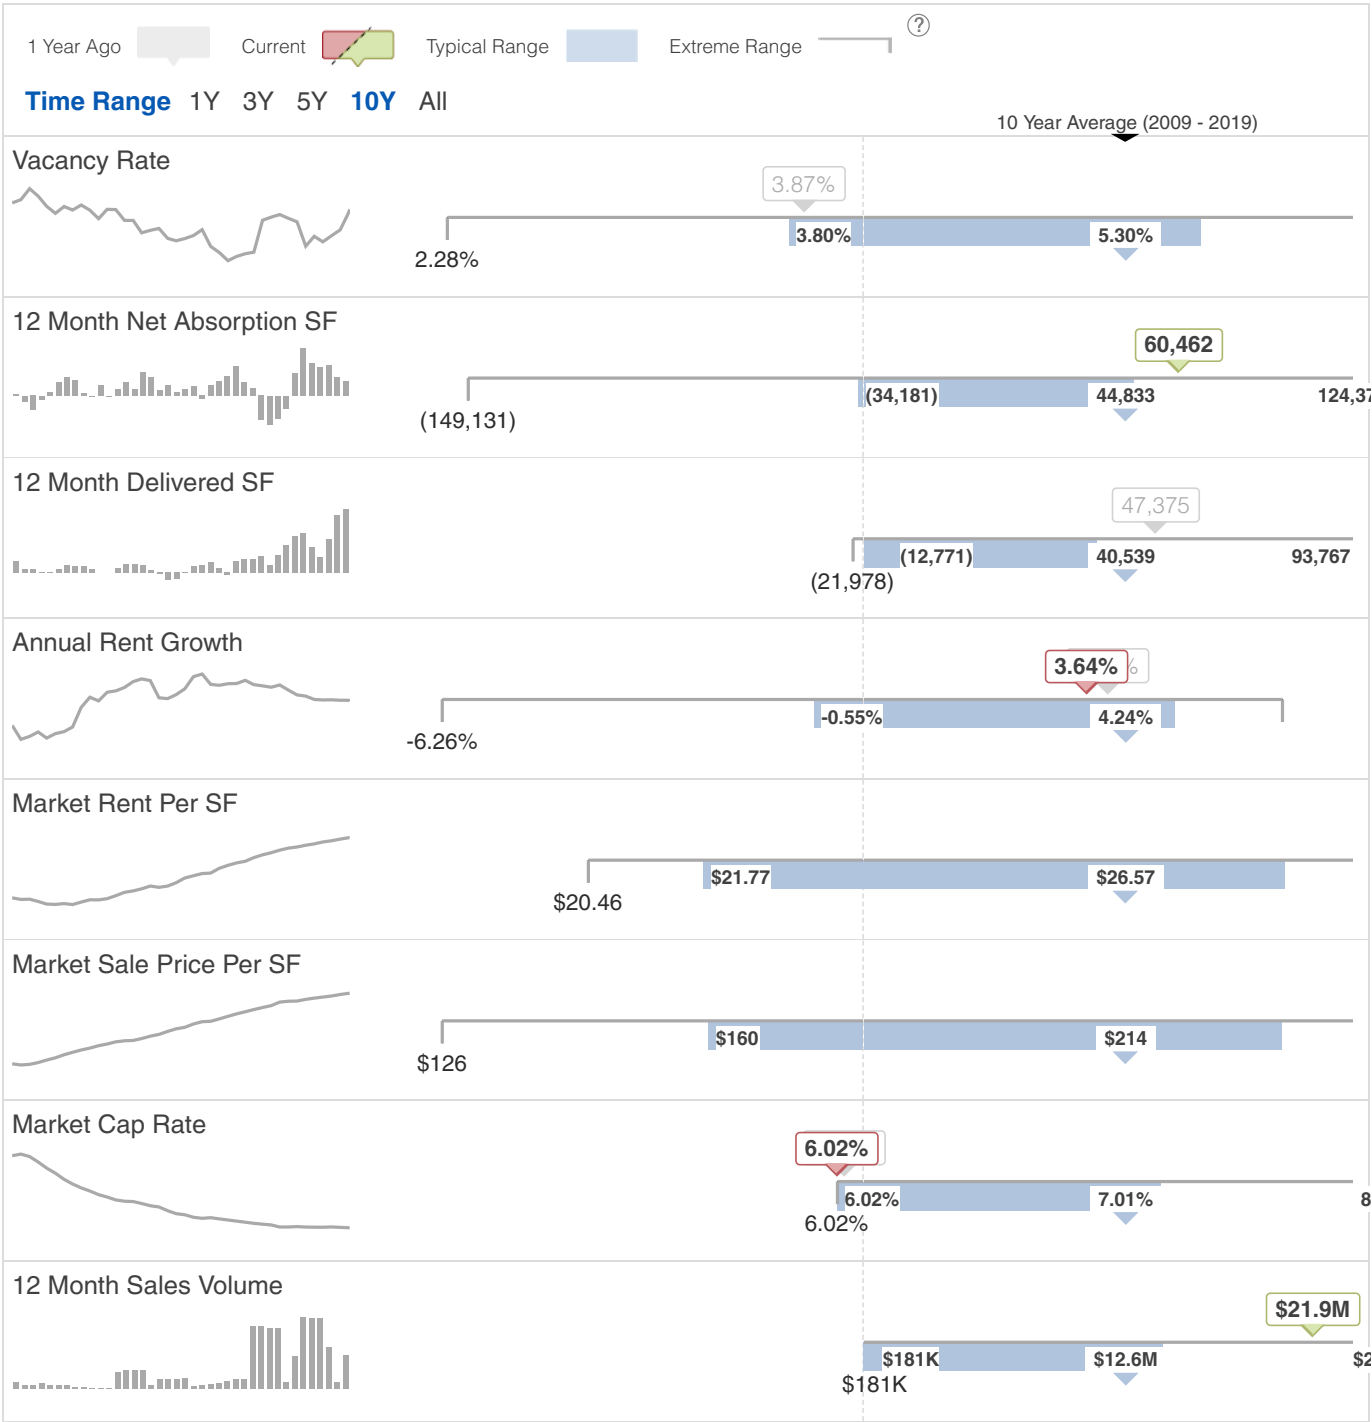 1 Year Ago Current Typical Range Extreme Range ?
Time Range 1Y 3Y 5Y 10Y All
10 Year Average (2009 - 2019)
Vacancy Rate
3.87%
3.80% 5.30%
2.28%
12 Month Net Absorption SF
60,462
(34,181) 44,833 124,37
(149,131)
12 Month Delivered SF
47,375
(12,771) 40,539 93,767
(21,978)
Annual Rent Growth
3.64% %
-0.55% 4.24%
-6.26%
Market Rent Per SF
$21.77 $26.57
$20.46
Market Sale Price Per SF
$160 $214
$126
Market Cap Rate
6.02%
6.02% 7.01% 8
6.02%
12 Month Sales Volume
$21.9M
$181K $12.6M $2
$181K